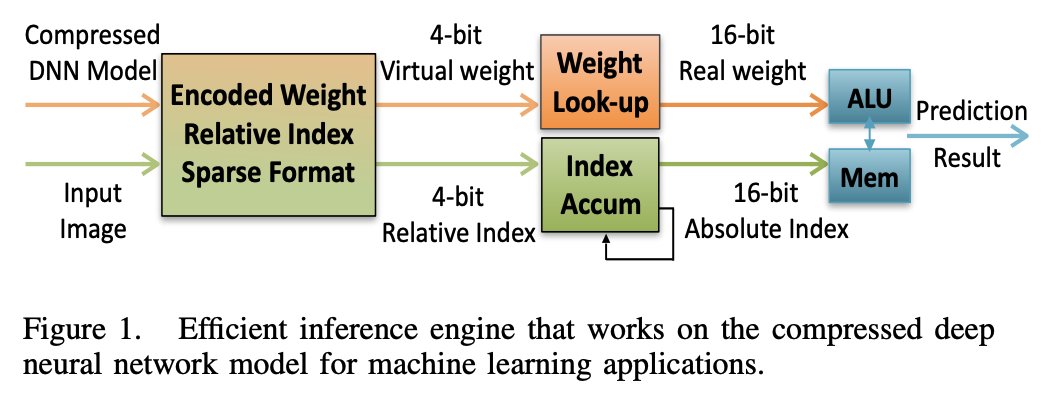 Compressed
DNN Model
Input
Image
Encoded Weight
Relative Index
Sparse Format
4-bit
Virtual weight
4-bit
Relative Index
Weight
Look-up
Index
Accum
16-bit
Real weight
16-bit
Absolute Index
ALU
Mem
Prediction
Result
Figure 1. Efficient inference engine that works on the compressed deep
neural network model for machine learning applications.